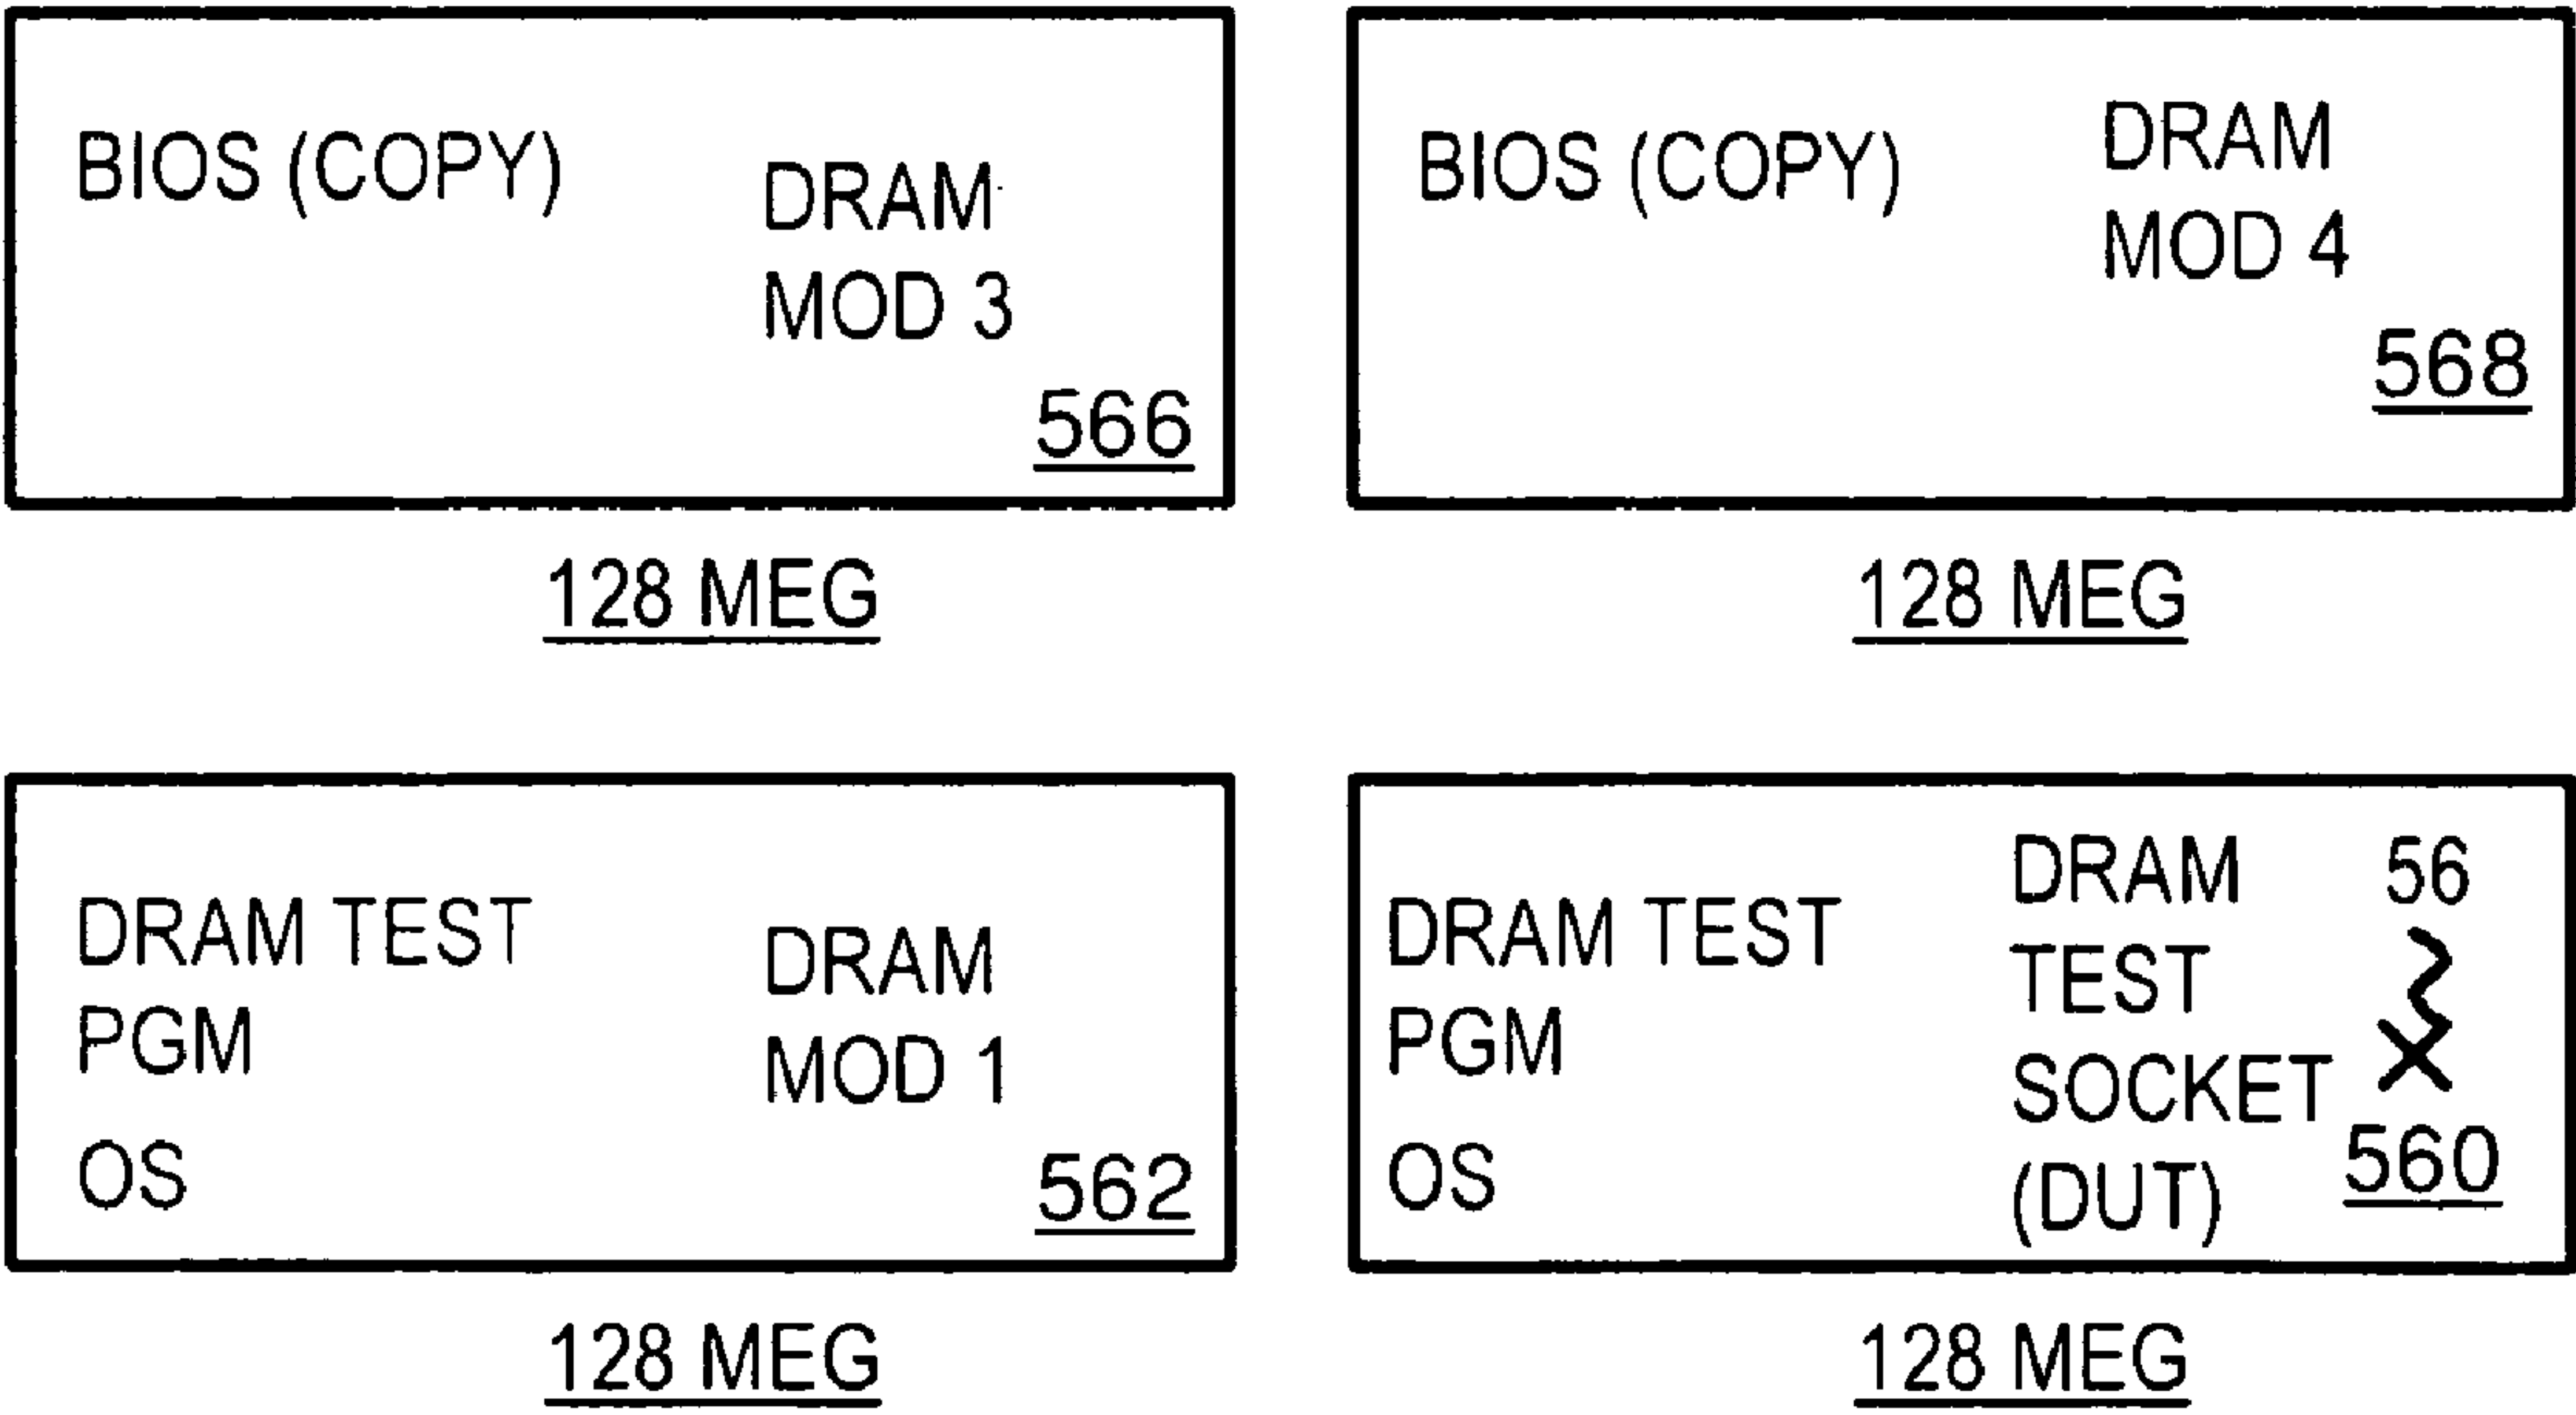 BIOS (COPY)
DRAM
MOD 3
566
128 MEG
BIOS (COPY)
DRAM
MOD 4
568
128 MEG
DRAM TEST
PGM
OS
DRAM
MOD 1
562
128 MEG
DRAM TEST
PGM
OS
DRAM
TEST
SOCKET
(DUT)
56
X
560
128 MEG